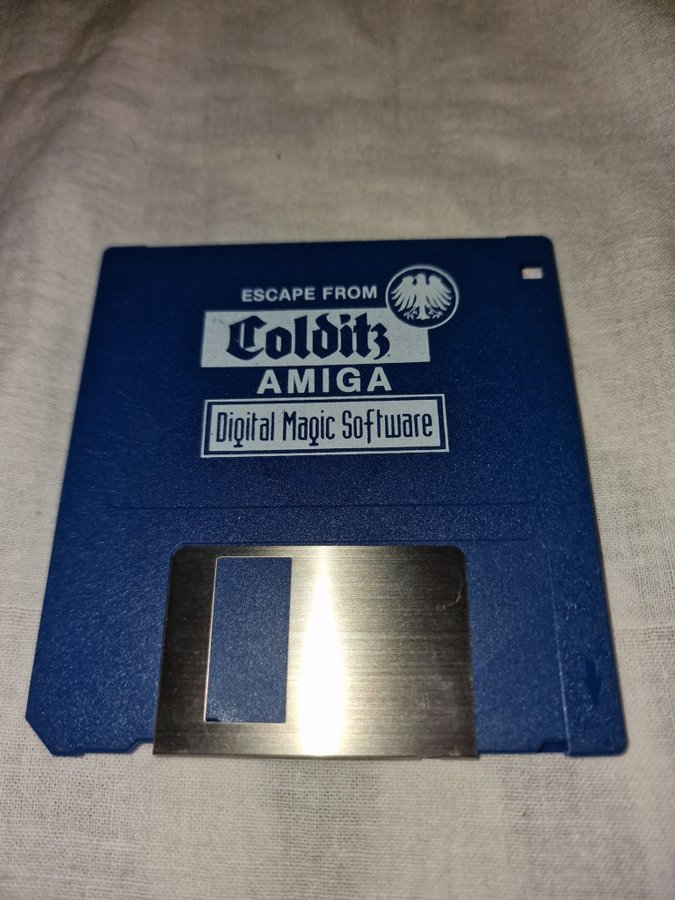 ESCAPE FROM
Colditz
AMIGA
Digital Magic Software